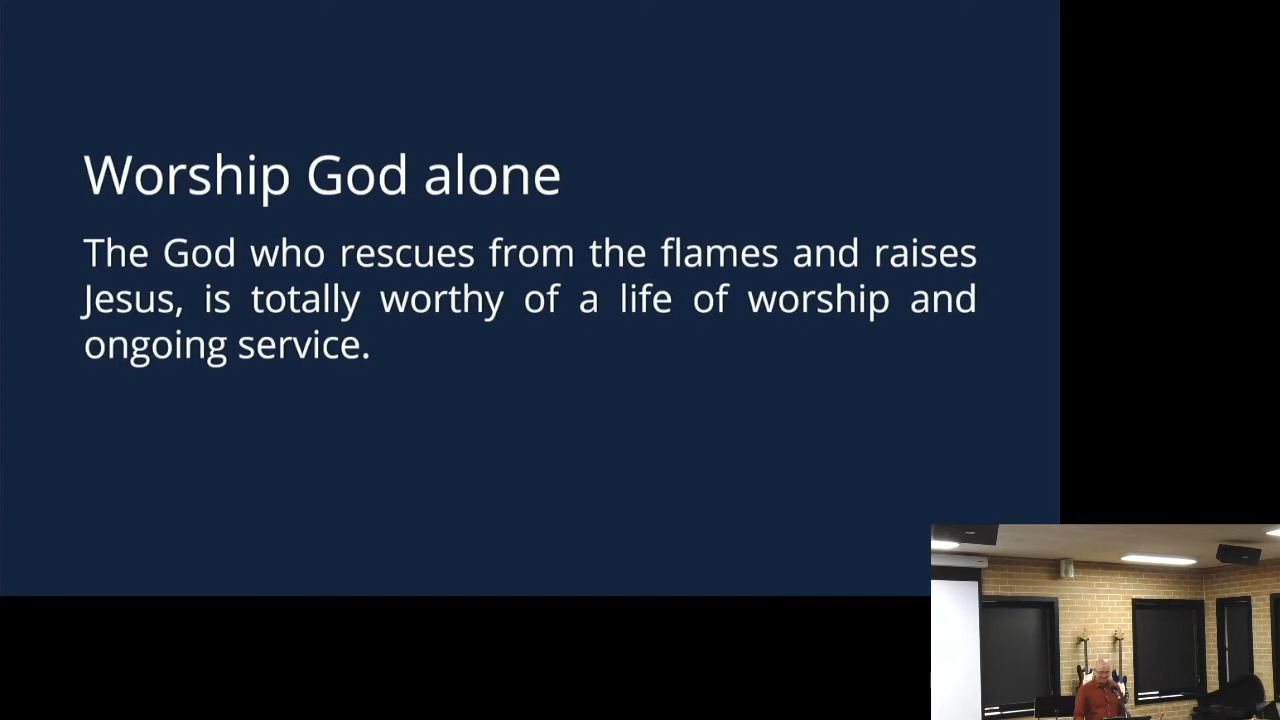 Worship God alone
The God who rescues from the flames and raises
Jesus, is totally worthy of a life of worship and
ongoing service.